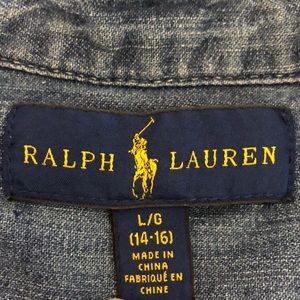 RALPH LAUREN
L/G
(14-16)
MADE IN
CHINA
FABRIQUÉ EN
CHINE